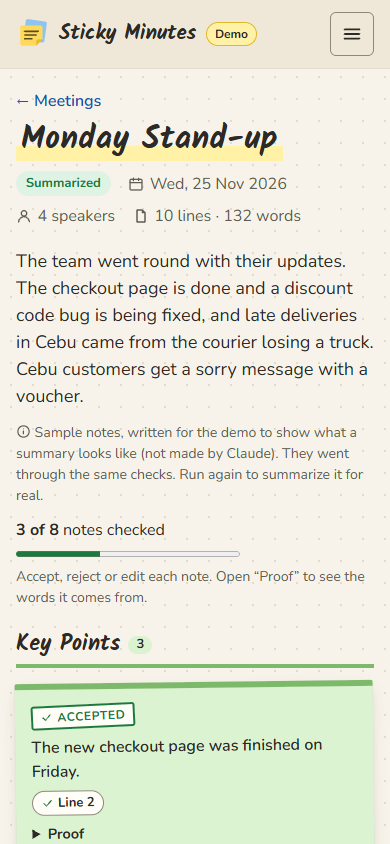 Sticky Minutes Demo
← Meetings
Monday Stand-up
Summarized Wed, 25 Nov 2026
4 speakers 10 lines · 132 words
The team went round with their updates.
The checkout page is done and a discount
code bug is being fixed, and late deliveries
in Cebu came from the courier losing a truck.
Cebu customers get a sorry message with a
voucher.
Sample notes, written for the demo to show what a
summary looks like (not made by Claude). They went
through the same checks. Run again to summarize it for
real.
3 of 8 notes checked
Accept, reject or edit each note. Open “Proof” to see the
words it comes from.
Key Points 3
ACCEPTED
The new checkout page was finished on
Friday.
Line 2
Proof